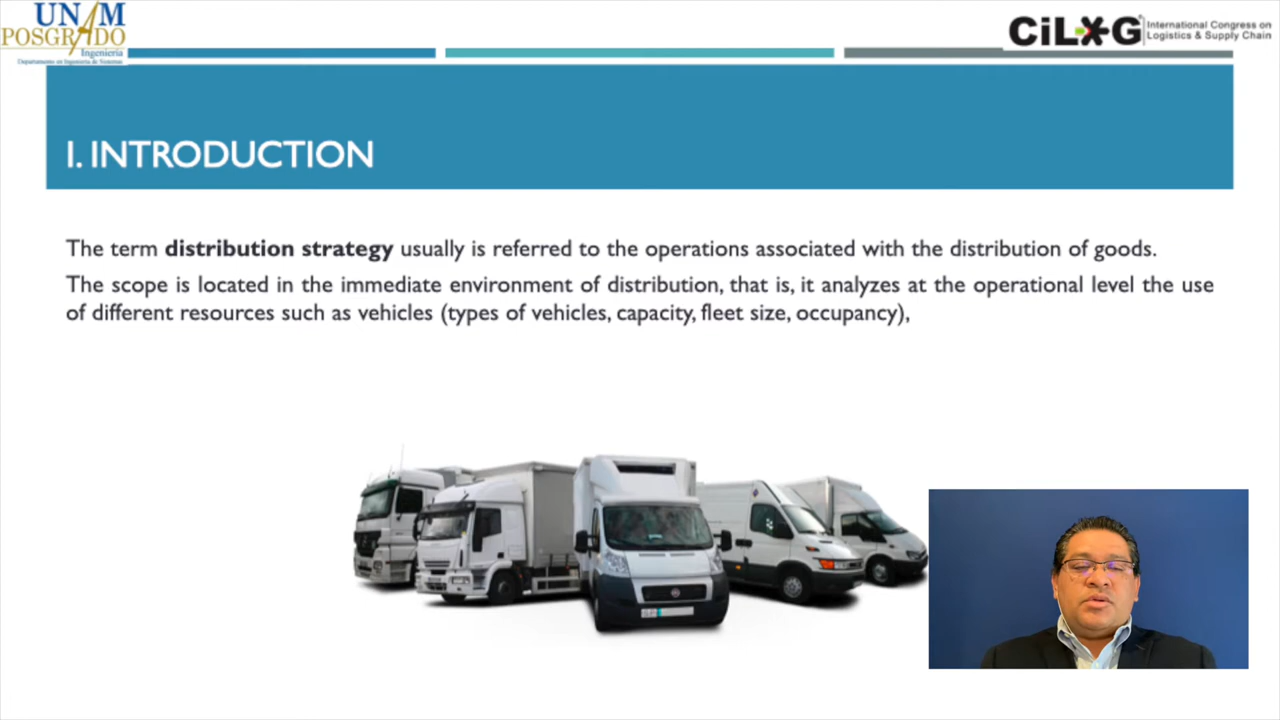 UNAM
POSGRADO
Ingeniería
Departamento en Ingeniería de Sistemas
CiLOG
International Congress on
Logistics & Supply Chain
I. INTRODUCTION
The term distribution strategy usually is referred to the operations associated with the distribution of goods.
The scope is located in the immediate environment of distribution, that is, it analyzes at the operational level the use
of different resources such as vehicles (types of vehicles, capacity, fleet size, occupancy),